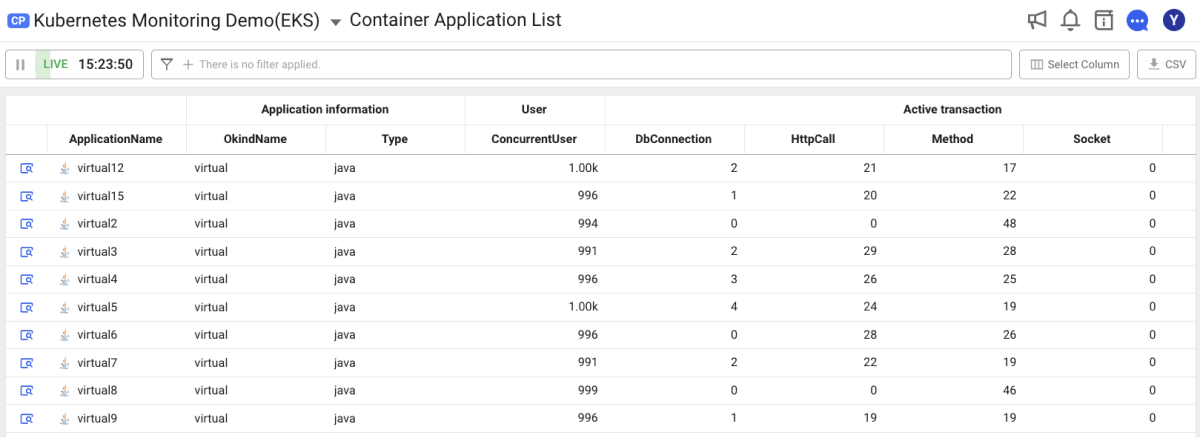 CP Kubernetes Monitoring Demo(EKS) Container Application List Y
LIVE 15:23:50 There is no filter applied. Select Column CSV
Application information User Active transaction
ApplicationName OkindName Type ConcurrentUser DbConnection HttpCall Method Socket
virtual12 virtual java 1.00k 2 21 17 0
virtual15 virtual java 996 1 20 22 0
virtual2 virtual java 994 0 0 48 0
virtual3 virtual java 991 2 29 28 0
virtual4 virtual java 996 3 26 25 0
virtual5 virtual java 1.00k 4 24 19 0
virtual6 virtual java 996 0 28 26 0
virtual7 virtual java 991 2 22 19 0
virtual8 virtual java 999 0 0 46 0
virtual9 virtual java 996 1 19 19 0